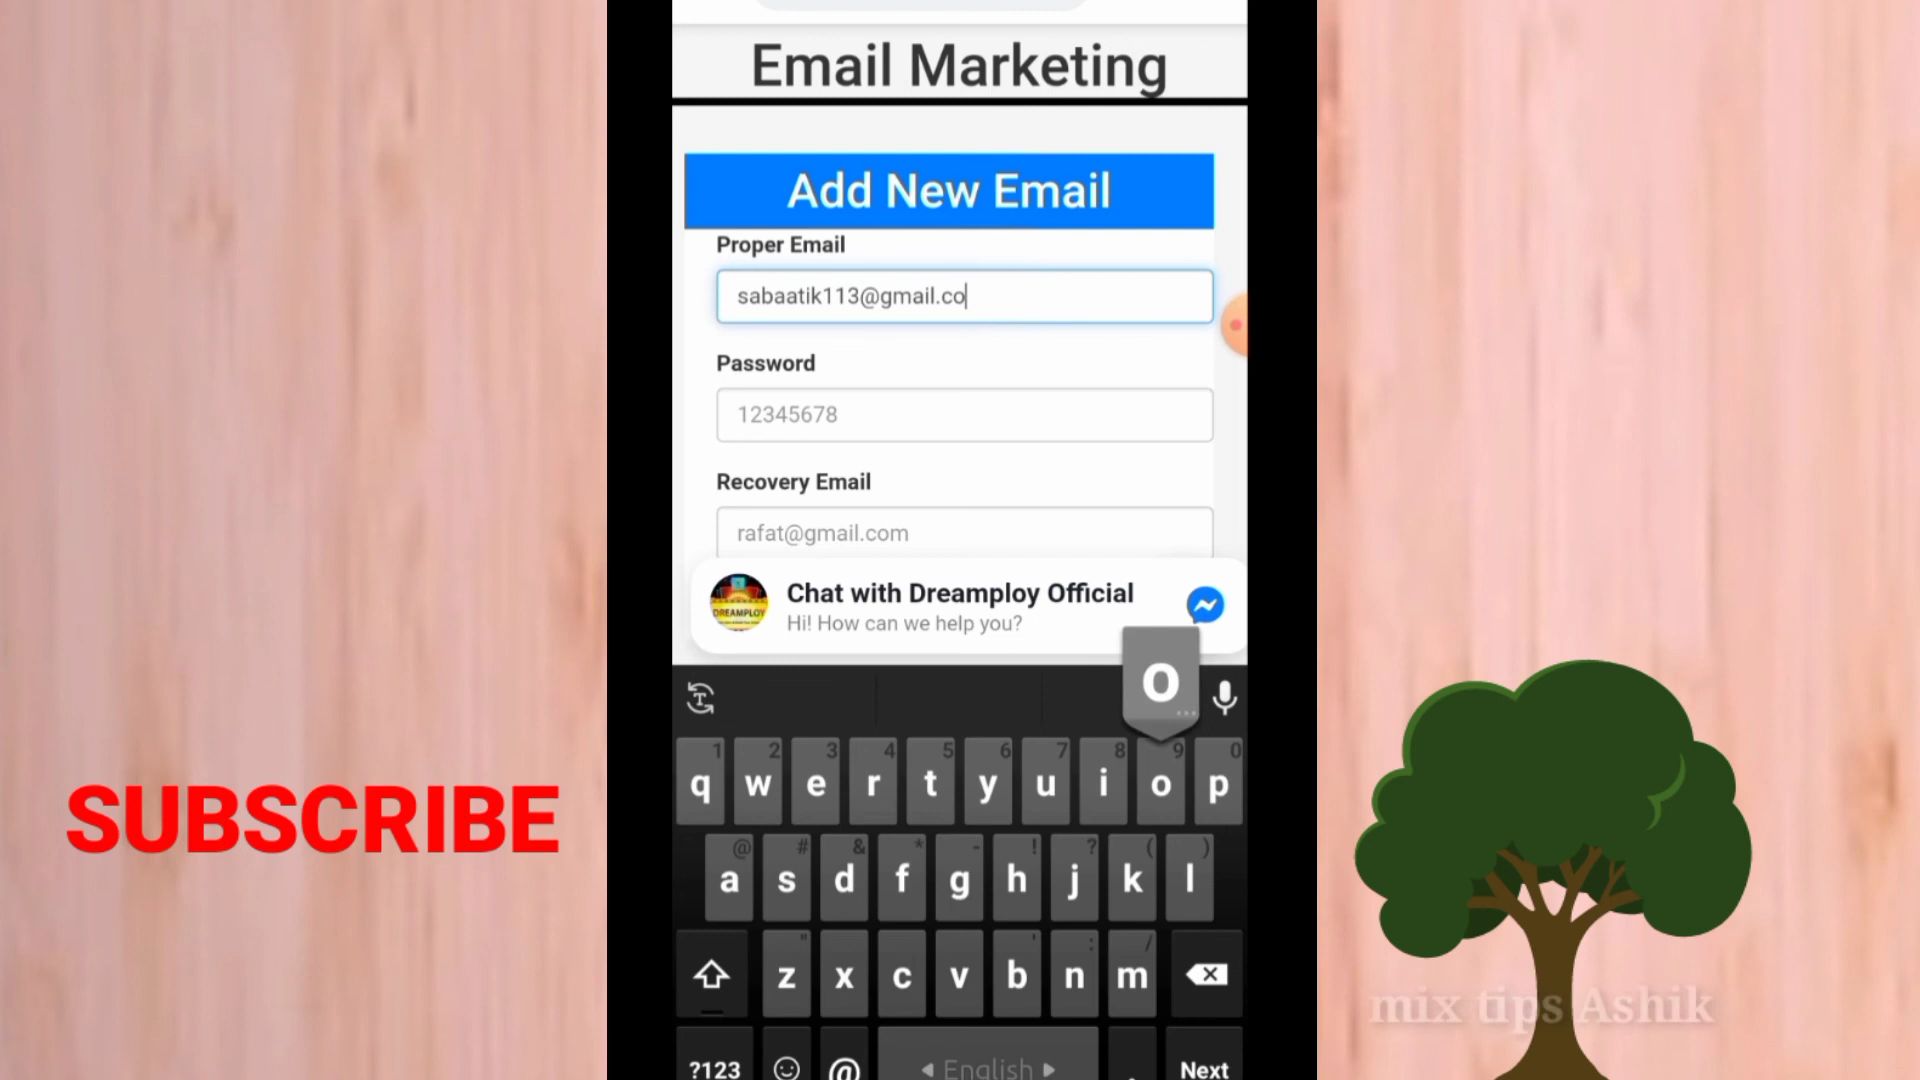 Email Marketing
Add New Email
Proper Email
sabaatik113@gmail.co
Password
12345678
Recovery Email
rafat@gmail.com
DREAMPLOY
Chat with Dreamploy Official
Hi! How can we help you?
o
1 2 3 4 5 6 7 8 9 0
q w e r t y u i o p
@ # & * - ! ? ( )
a s d f g h j k l
" ' : /
z x c v b n m
?123 @ English . Next
SUBSCRIBE
mix tips Ashik